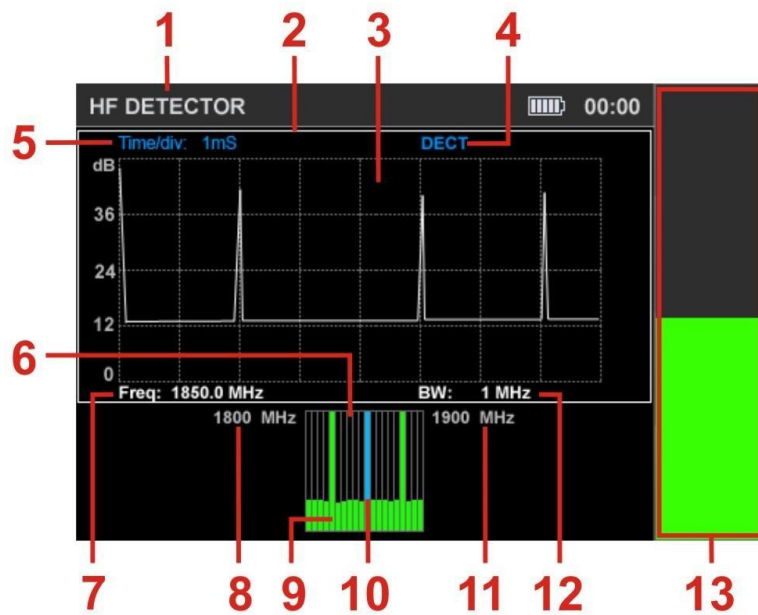 1 2 3 4
HF DETECTOR 00:00
5 Time/div: 1mS DECT
dB
36
24
12
6
0
Freq: 1850.0 MHz BW: 1 MHz
1800 MHz 1900 MHz
7 8 9 10 11 12 13